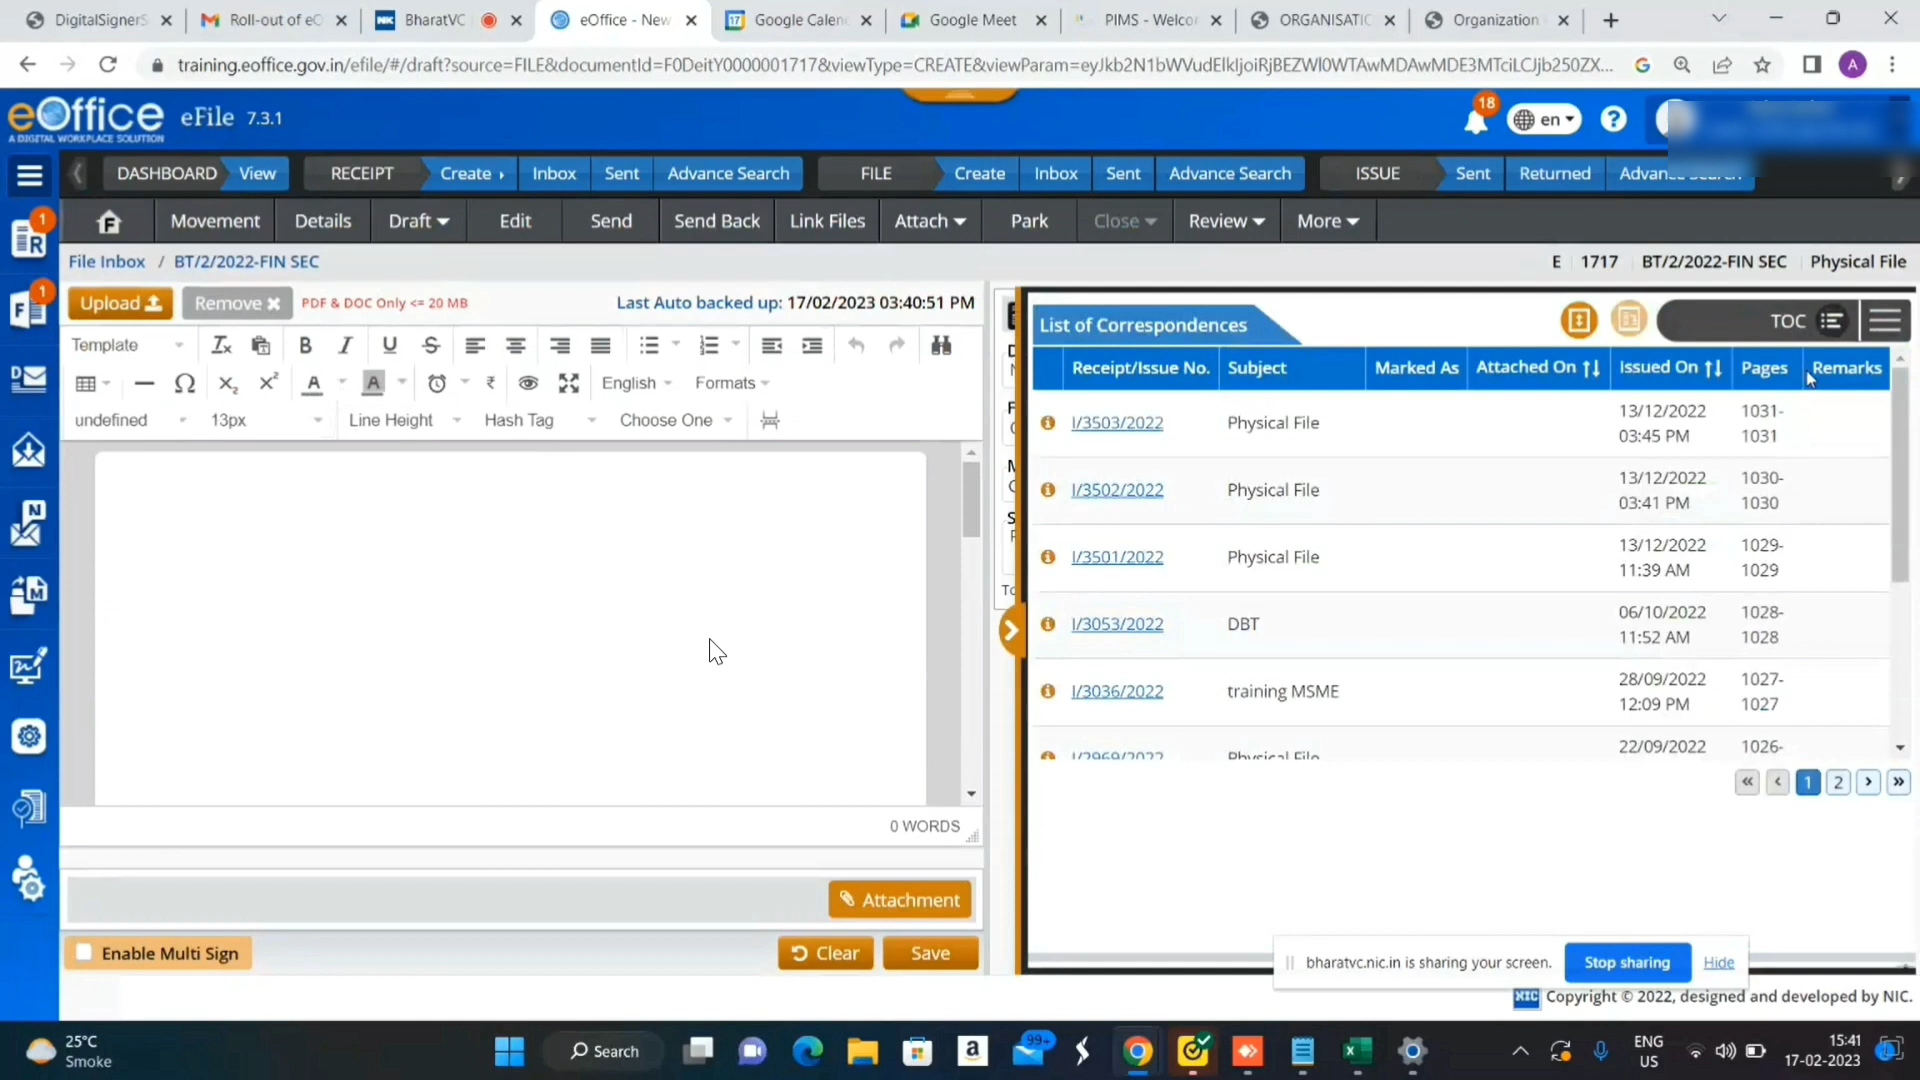 DigitalSignerS
Roll-out of eO
BharatVC
eOffice - New
Google Calen
Google Meet
PIMS - Welcor
ORGANISATIO
Organization
training.eoffice.gov.in/efile/#/draft?source=FILE&documentId=F0DeitY0000001717&viewType=CREATE&viewParam=eyJkb2N1bWVudElkIjoiRjBEZWl0WTAwMDAwMDE3MTciLCJjb250ZX...
A
eOffice
A DIGITAL WORKPLACE SOLUTION
eFile 7.3.1
18
en
?
DASHBOARD View RECEIPT Create Inbox Sent Advance Search FILE Create Inbox Sent Advance Search ISSUE Sent Returned
Movement Details Draft Edit Send Send Back Link Files Attach Park Close Review More
File Inbox / BT/2/2022-FIN SEC
E 1717 BT/2/2022-FIN SEC Physical File
Upload Remove PDF & DOC Only <= 20 MB Last Auto backed up: 17/02/2023 03:40:51 PM
Template
English Formats
undefined 13px Line Height Hash Tag Choose One
0 WORDS
Attachment
Enable Multi Sign
Clear Save
List of Correspondences
TOC
Receipt/Issue No. Subject Marked As Attached On Issued On Pages Remarks
I/3503/2022 Physical File 13/12/2022 03:45 PM 1031-1031
I/3502/2022 Physical File 13/12/2022 03:41 PM 1030-1030
I/3501/2022 Physical File 13/12/2022 11:39 AM 1029-1029
I/3053/2022 DBT 06/10/2022 11:52 AM 1028-1028
I/3036/2022 training MSME 28/09/2022 12:09 PM 1027-1027
I/2969/2022 Physical File 22/09/2022 1026-
« ‹ 1 2 › »
bharatvc.nic.in is sharing your screen. Stop sharing Hide
NIC Copyright © 2022, designed and developed by NIC.
25°C
Smoke
Search
99+
ENG
US
15:41
17-02-2023